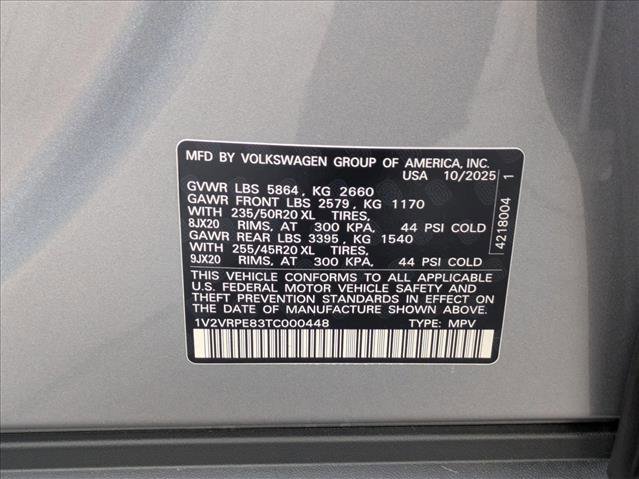 MFD BY VOLKSWAGEN GROUP OF AMERICA, INC.
USA 10/2025
GVWR LBS 5864, KG 2660
GAWR FRONT LBS 2579, KG 1170
WITH 235/50R20 XL TIRES,
8JX20 RIMS, AT 300 KPA, 44 PSI COLD
GAWR REAR LBS 3395, KG 1540
WITH 255/45R20 XL TIRES,
9JX20 RIMS, AT 300 KPA, 44 PSI COLD
THIS VEHICLE CONFORMS TO ALL APPLICABLE
U.S. FEDERAL MOTOR VEHICLE SAFETY AND
THEFT PREVENTION STANDARDS IN EFFECT ON
THE DATE OF MANUFACTURE SHOWN ABOVE.
1V2VRPE83TC000448 TYPE: MPV
4218004 1